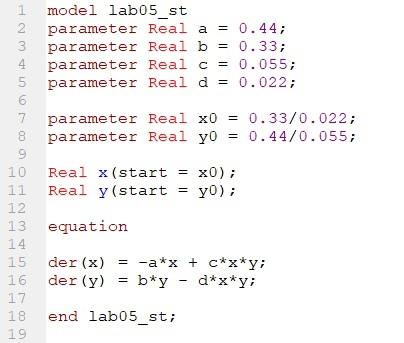 1 model lab05_st
2 parameter Real a = 0.44;
3 parameter Real b = 0.33;
4 parameter Real c = 0.055;
5 parameter Real d = 0.022;
6
7 parameter Real x0 = 0.33/0.022;
8 parameter Real y0 = 0.44/0.055;
9
10 Real x(start = x0);
11 Real y(start = y0);
12
13 equation
14
15 der(x) = -a*x + c*x*y;
16 der(y) = b*y - d*x*y;
17
18 end lab05_st;
19